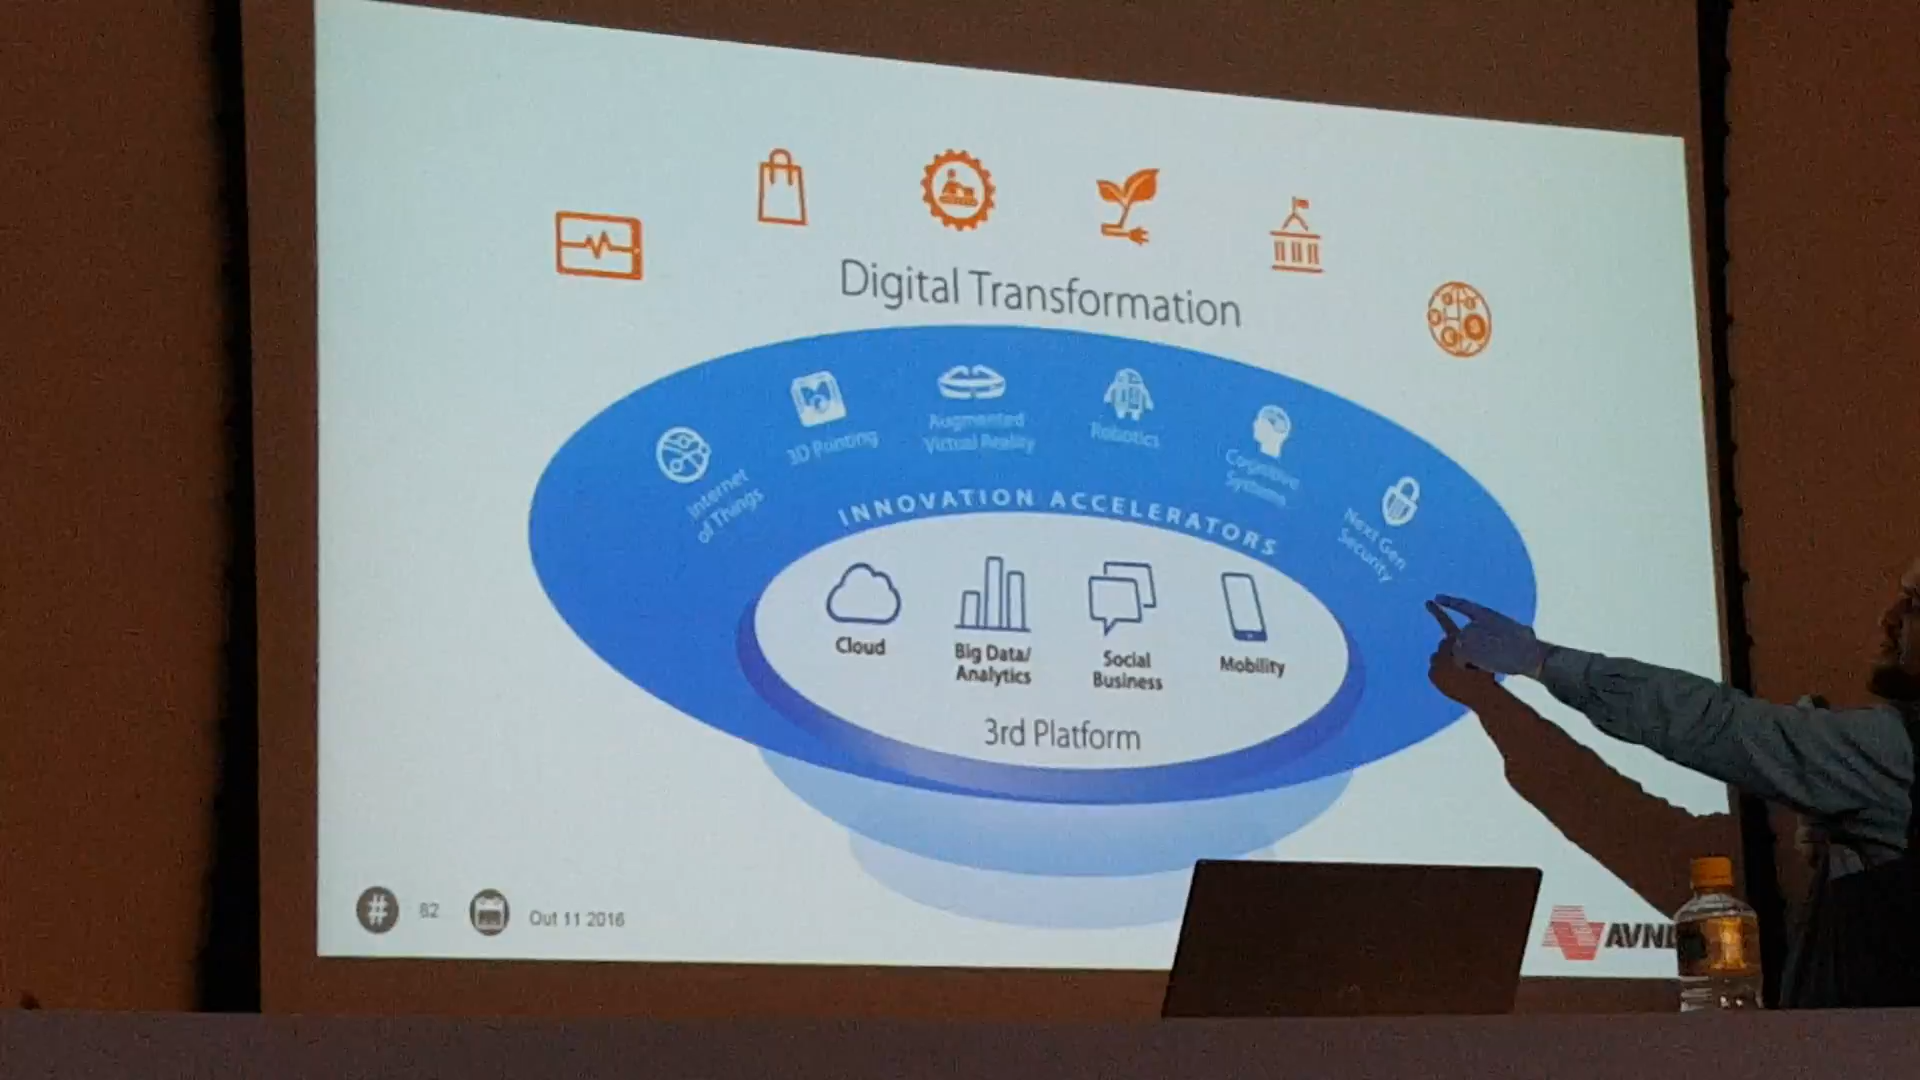 Digital Transformation
Internet
of Things
3D Printing
Augmented
Virtual Reality
Robotics
Cognitive
Systems
Next Gen
Security
INNOVATION ACCELERATORS
Cloud
Big Data/
Analytics
Social
Business
Mobility
3rd Platform
# 82 Out 11 2016
AVN